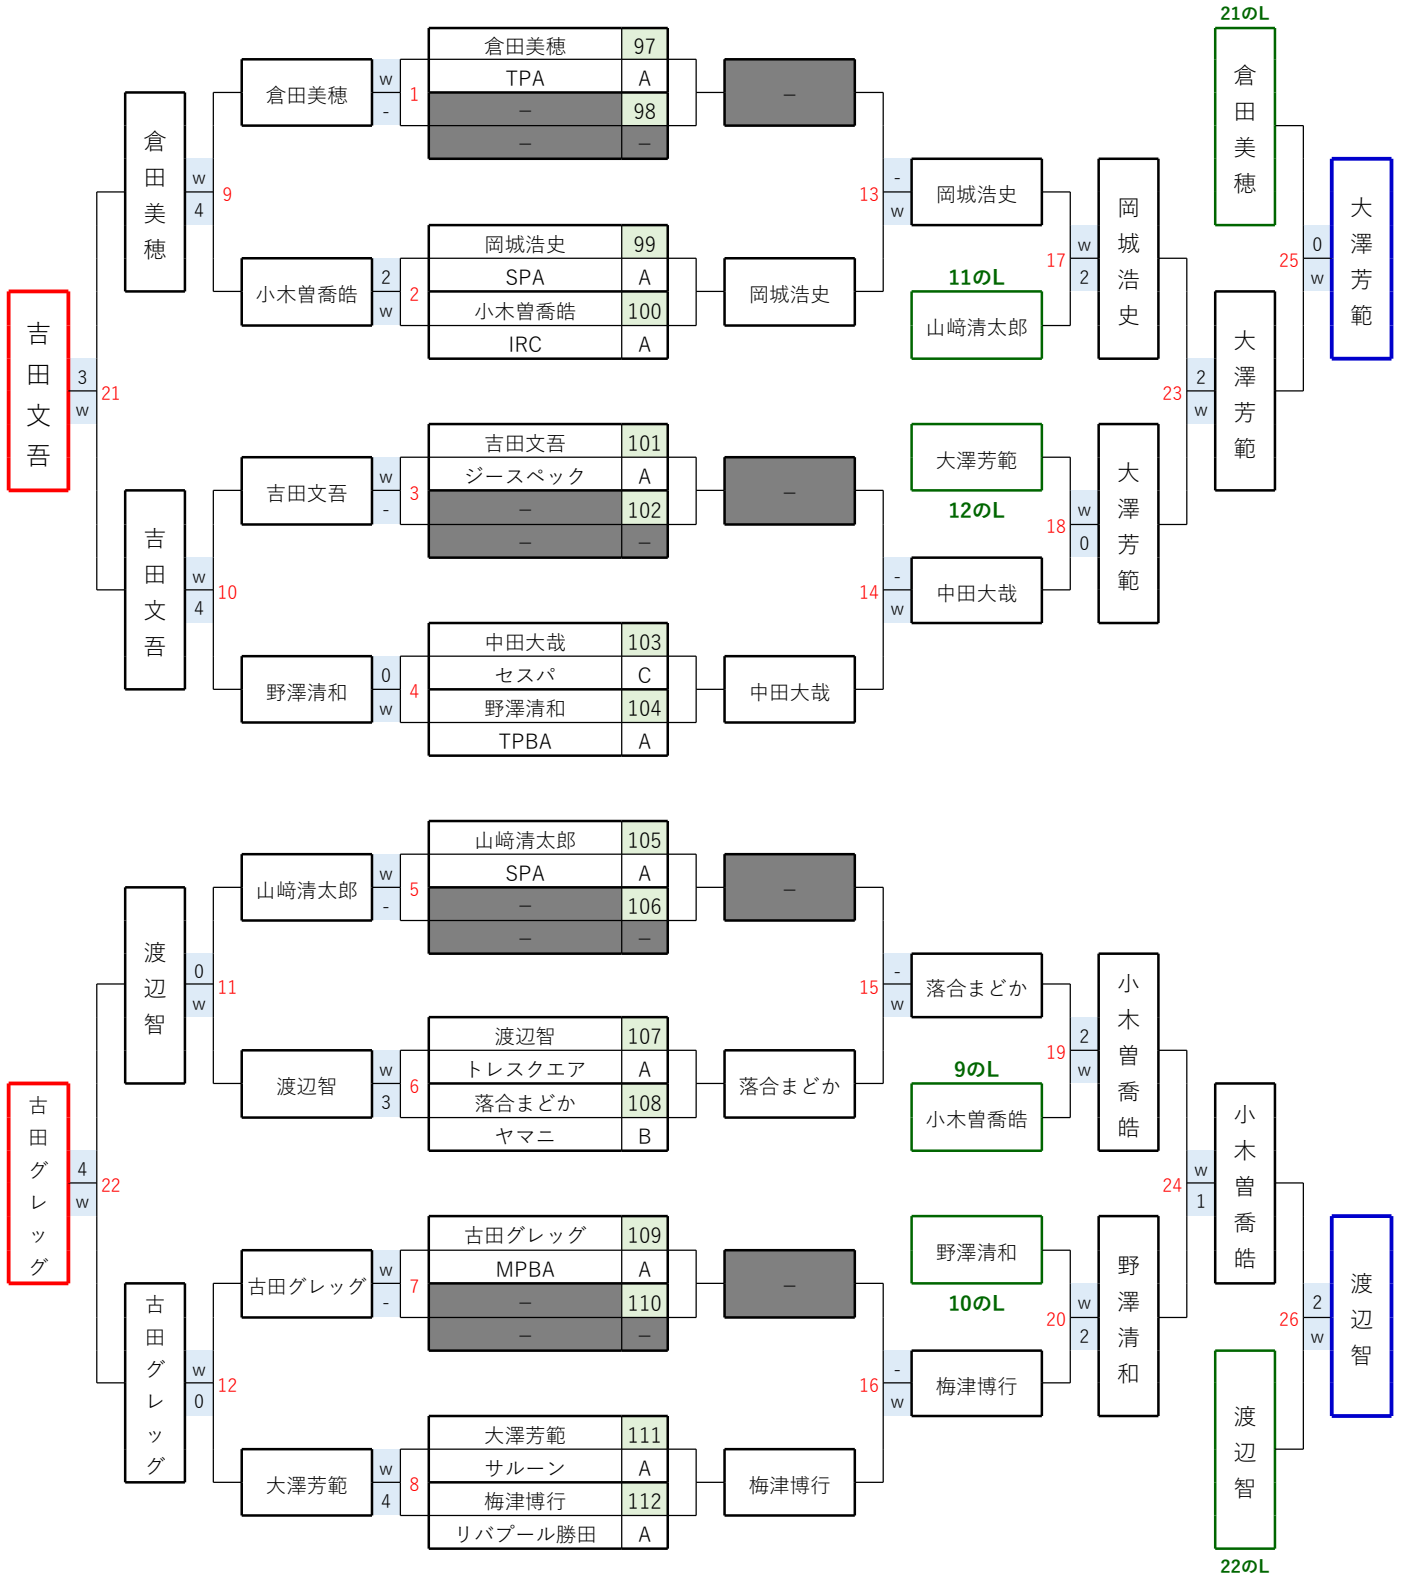 21のL
倉田美穂 97
TPA A
– 98
– –
倉田美穂
w
-
1
–
倉田美穂
w
4
9
倉田美穂
大澤芳範
0
w
25
岡城浩史 99
SPA A
小木曽喬皓 100
IRC A
小木曽喬皓
2
w
2
岡城浩史
13
-
w
岡城浩史
11のL
山﨑清太郎
17
w
2
岡城浩史
吉田文吾
3
w
21
吉田文吾 101
ジースペック A
– 102
– –
吉田文吾
w
-
3
–
大澤芳範
12のL
23
2
w
大澤芳範
吉田文吾
w
4
10
14
-
w
中田大哉
18
w
0
大澤芳範
中田大哉 103
セスパ C
野澤清和 104
TPBA A
野澤清和
0
w
4
中田大哉
山﨑清太郎 105
SPA A
– 106
– –
山﨑清太郎
w
-
5
–
渡辺智
0
w
11
15
-
w
落合まどか
渡辺智 107
トレスクエア A
落合まどか 108
ヤマニ B
渡辺智
w
3
6
落合まどか
9のL
小木曽喬皓
19
2
w
小木曽喬皓
古田グレッグ
4
w
22
24
w
1
小木曽喬皓
古田グレッグ 109
MPBA A
– 110
– –
古田グレッグ
w
-
7
–
野澤清和
10のL
20
w
2
野澤清和
古田グレッグ
w
0
12
16
-
w
梅津博行
26
2
w
渡辺智
大澤芳範 111
サルーン A
梅津博行 112
リバプール勝田 A
大澤芳範
w
4
8
梅津博行
渡辺智
22のL